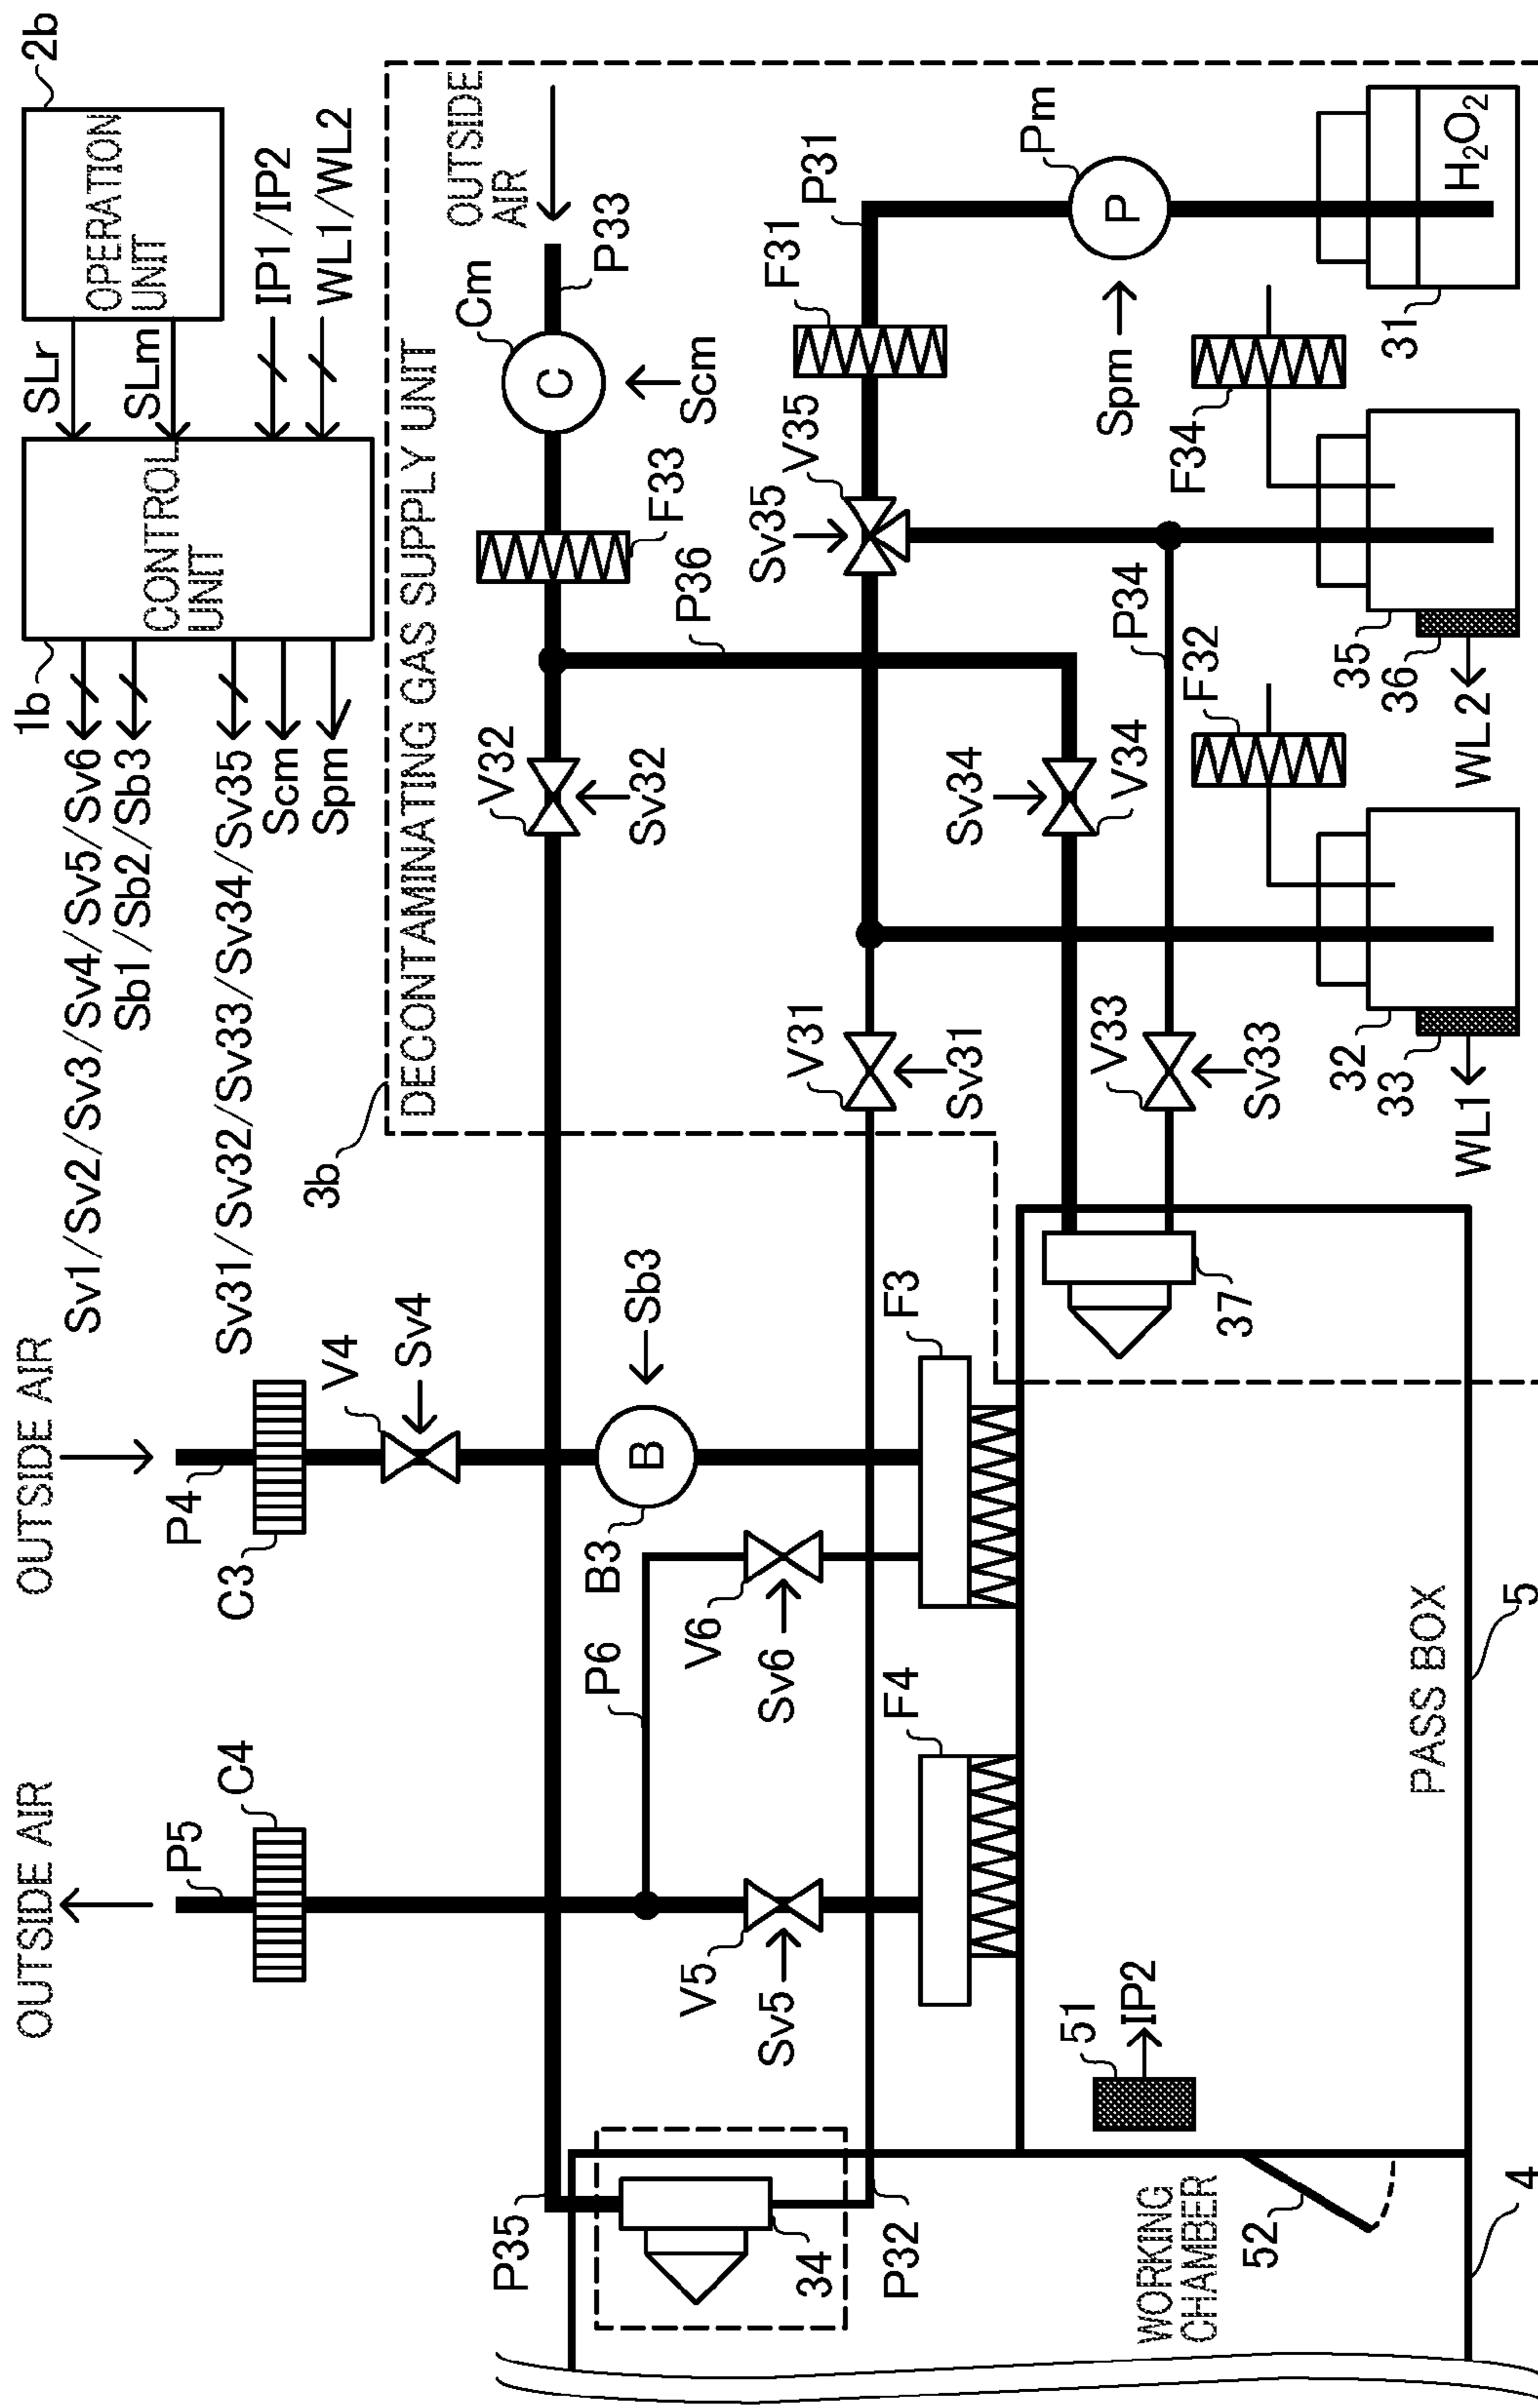 OUTSIDE AIR
OUTSIDE AIR
P5
C4
P4
C3
V4
Sv4
Sv1/Sv2/Sv3/Sv4/Sv5/Sv6
Sb1/Sb2/Sb3
Sv31/Sv32/Sv33/Sv34/Sv35
Scm
Spm
1b
CONTROL
UNIT
SLr
SLm
OPERATION
UNIT
2b
IP1/IP2
WL1/WL2
3b
DECONTAMINATING GAS SUPPLY UNIT
OUTSIDE
AIR
V32
Sv32
F33
C
Cm
Scm
P33
P36
P35
P6
B3
B
Sb3
V5
Sv5
V6
Sv6
F4
F3
34
P32
V31
Sv31
Sv35
V35
F31
P31
Sv34
V34
P34
Spm
P
Pm
V33
Sv33
F32
F34
37
51
IP2
WORKING
CHAMBER
52
4
PASS BOX
5
32
33
WL1
35
36
WL2
31
H2O2